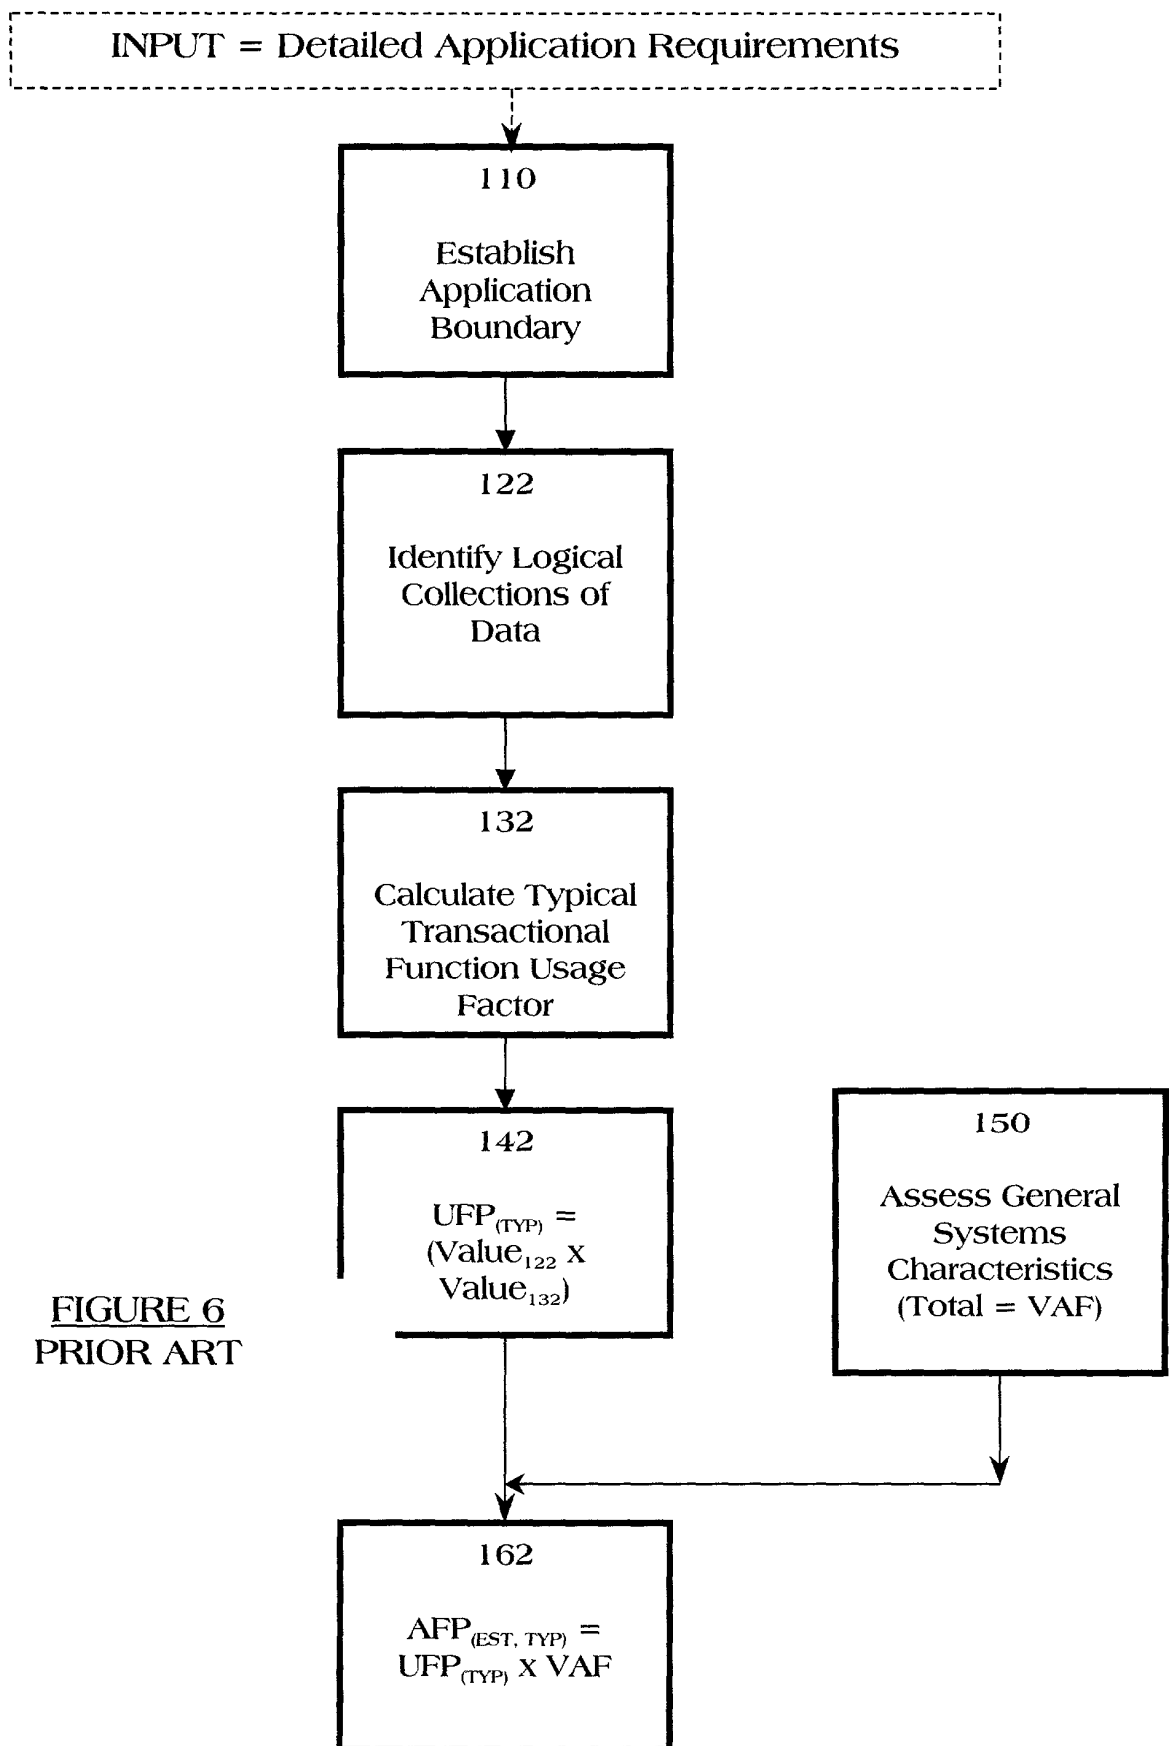 INPUT = Detailed Application Requirements
110
Establish
Application
Boundary
122
Identify Logical
Collections of
Data
132
Calculate Typical
Transactional
Function Usage
Factor
142
UFP(TYP) =
(Value122 x
Value132)
150
Assess General
Systems
Characteristics
(Total = VAF)
FIGURE 6
PRIOR ART
162
AFP(EST, TYP) =
UFP(TYP) x VAF